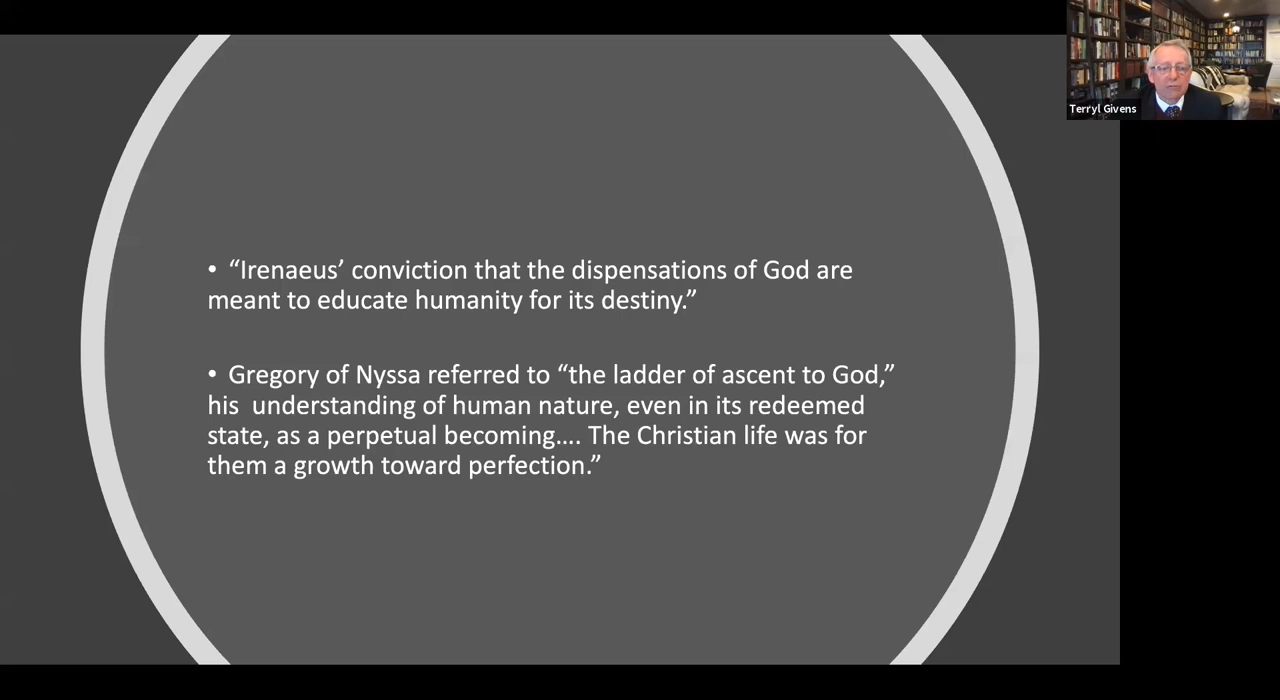 Terryl Givens
• “Irenaeus’ conviction that the dispensations of God are
meant to educate humanity for its destiny.”
• Gregory of Nyssa referred to “the ladder of ascent to God,”
his  understanding of human nature, even in its redeemed
state, as a perpetual becoming…. The Christian life was for
them a growth toward perfection.”